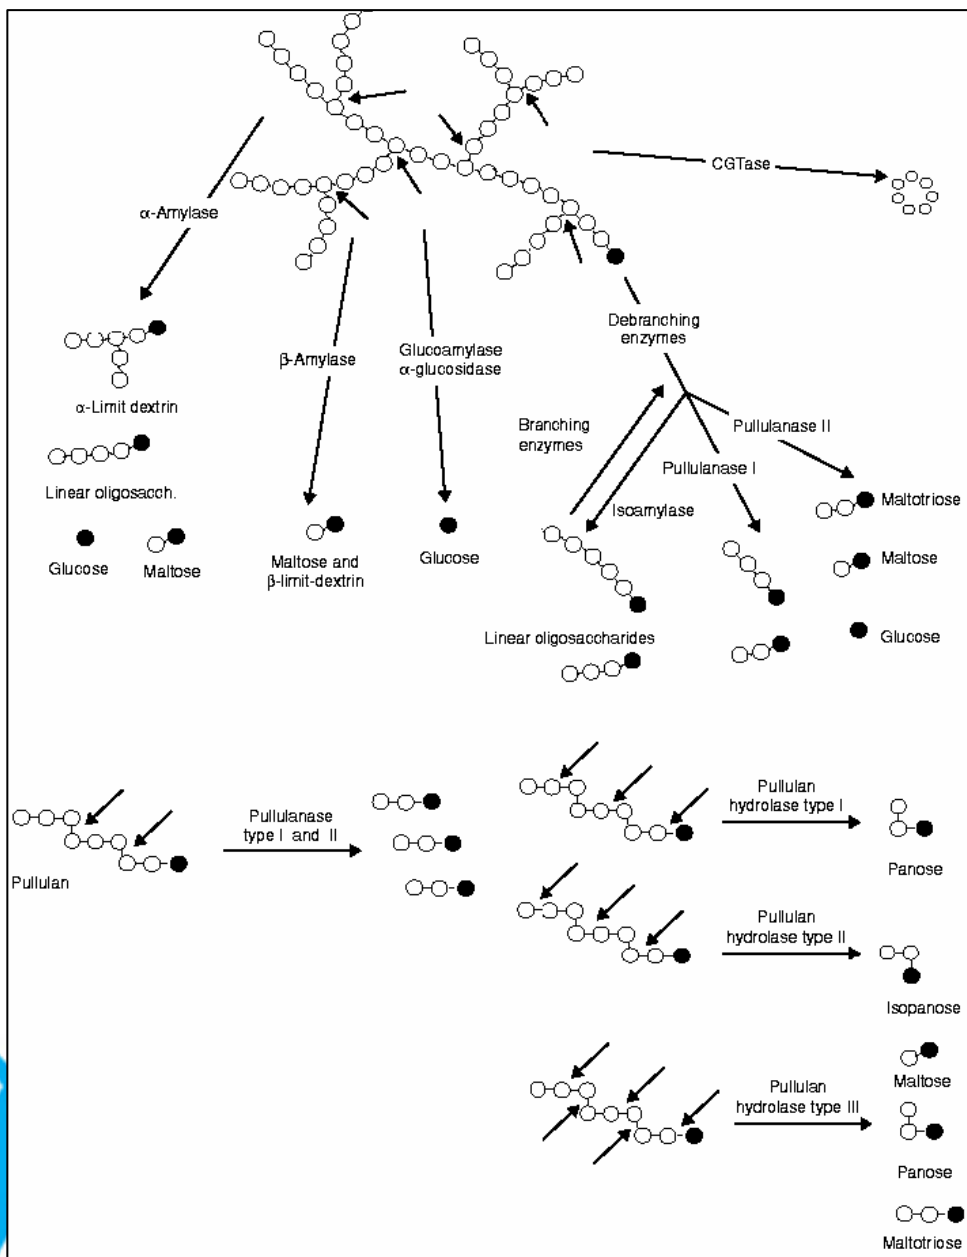 CGTase
α-Amylase
Debranching
enzymes
β-Amylase
Glucoamylase
α-glucosidase
α-Limit dextrin
Branching
enzymes
Pullulanase II
Pullulanase I
Linear oligosacch.
Isoamylase
Maltotriose
Glucose
Maltose
Maltose and
β-limit-dextrin
Glucose
Maltose
Linear oligosaccharides
Glucose
Pullulanase
type I and II
Pullulan
Pullulan
hydrolase type I
Panose
Pullulan
hydrolase type II
Isopanose
Maltose
Pullulan
hydrolase type III
Panose
Maltotriose